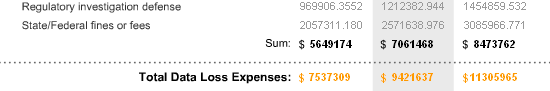 Regulatory investigation defense 969906.3552 1212382.944 1454859.532
State/Federal fines or fees 2057311.180 2571638.976 3085966.771
Sum: $ 5649174 $ 7061468 $ 8473762
Total Data Loss Expenses: $ 7537309 $ 9421637 $11305965